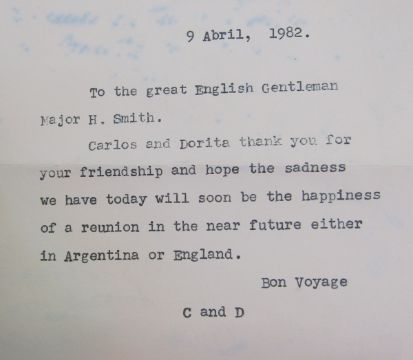 9 Abril, 1982.
To the great English Gentleman
Major H. Smith.
Carlos and Dorita thank you for
your friendship and hope the sadness
we have today will soon be the happiness
of a reunion in the near future either
in Argentina or England.
Bon Voyage
C and D